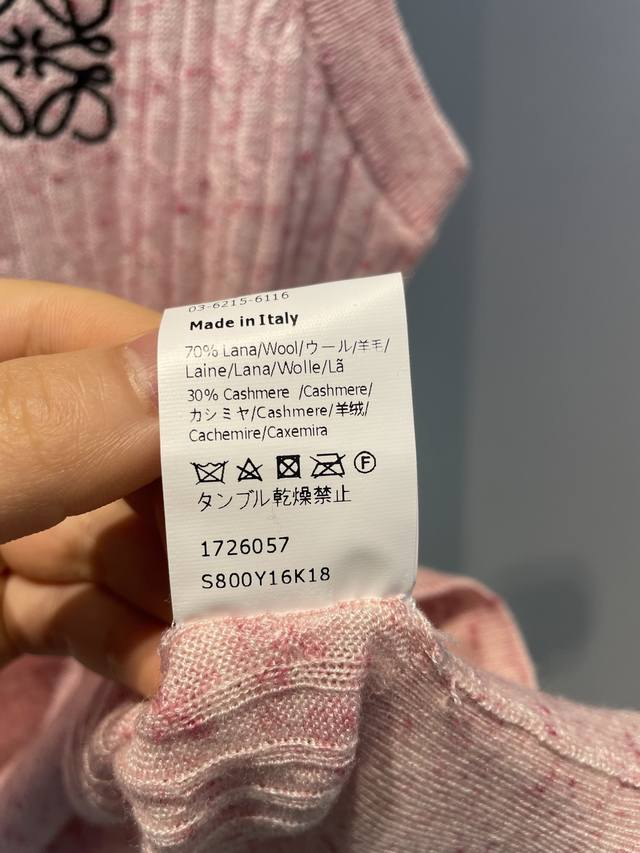 03-6215-6116
Made in Italy
70% Lana/Wool/ウール/羊毛/
Laine/Lana/Wolle/Lã
30% Cashmere /Cashmere/
カシミヤ/Cashmere/羊绒/
Cachemire/Caxemira
F
タンブル乾燥禁止
1726057
S800Y16K18